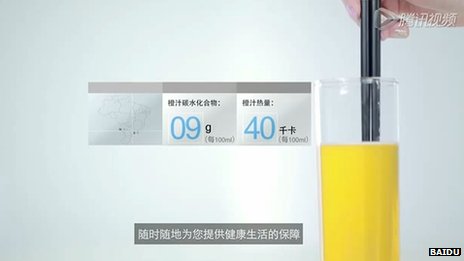 腾讯视频
橙汁碳水化合物：
09 g
(每100ml)
橙汁热量：
40 千卡
(每100ml)
随时随地为您提供健康生活的保障
BAIDU